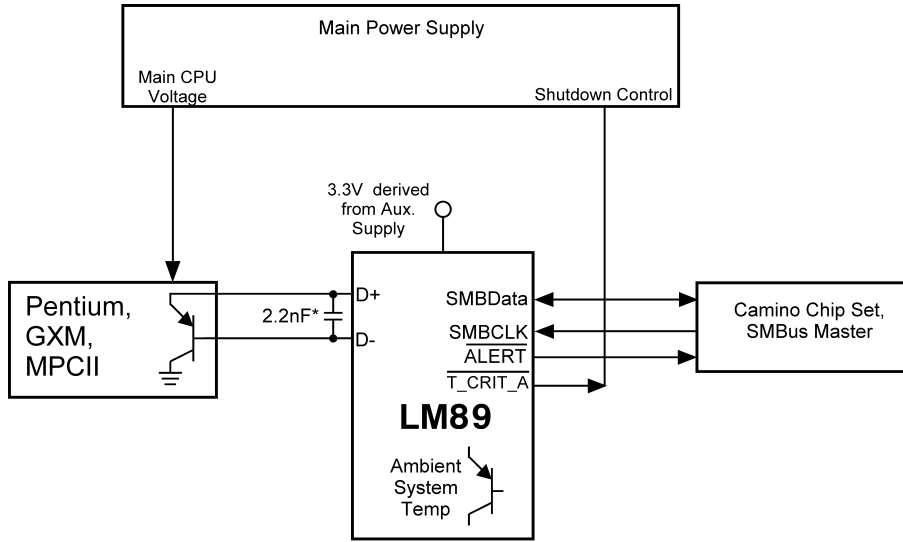 Main Power Supply
Main CPU
Voltage
Shutdown Control
3.3V derived
from Aux.
Supply
Pentium,
GXM,
MPCII
2.2nF*
D+
D-
SMBData
SMBCLK
ALERT
T_CRIT_A
LM89
Ambient
System
Temp
Camino Chip Set,
SMBus Master